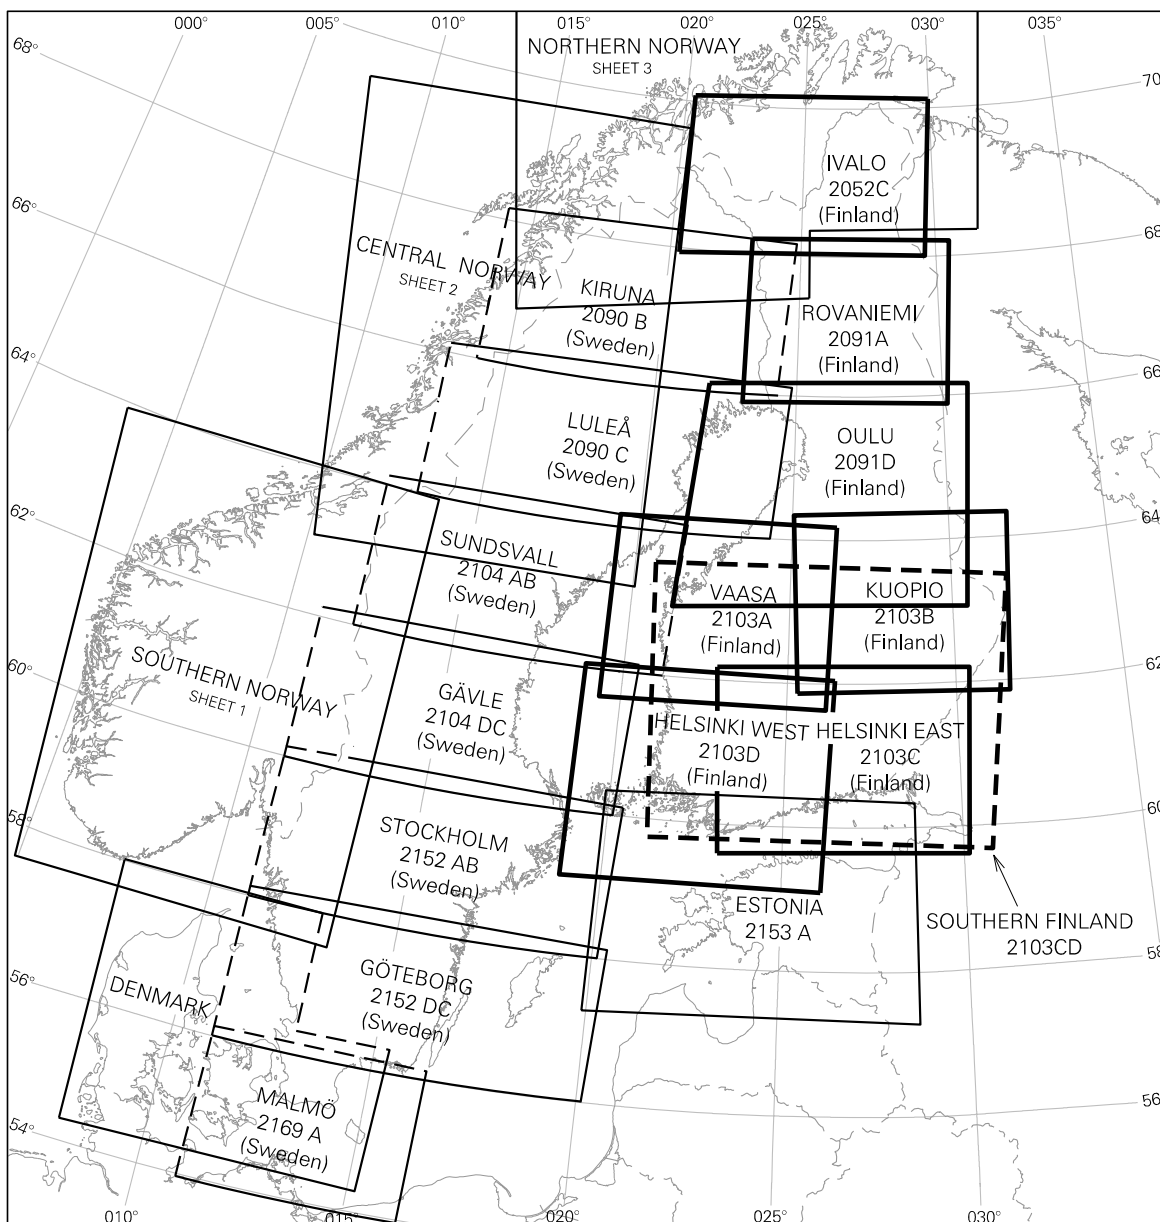 000°
005°
010°
015°
020°
025°
030°
035°
68°
NORTHERN NORWAY
SHEET 3
70
IVALO
2052C
(Finland)
66°
68
CENTRAL NORWAY
SHEET 2
KIRUNA
2090 B
(Sweden)
ROVANIEMI
2091A
(Finland)
64°
66
LULEÅ
2090 C
(Sweden)
OULU
2091D
(Finland)
62°
64
SUNDSVALL
2104 AB
(Sweden)
VAASA
2103A
(Finland)
KUOPIO
2103B
(Finland)
60°
62
SOUTHERN NORWAY
SHEET 1
GÄVLE
2104 DC
(Sweden)
HELSINKI WEST
2103D
(Finland)
HELSINKI EAST
2103C
(Finland)
58°
60
STOCKHOLM
2152 AB
(Sweden)
ESTONIA
2153 A
SOUTHERN FINLAND
2103CD
58
56°
DENMARK
GÖTEBORG
2152 DC
(Sweden)
54°
MALMÖ
2169 A
(Sweden)
56
010°
015°
020°
025°
030°